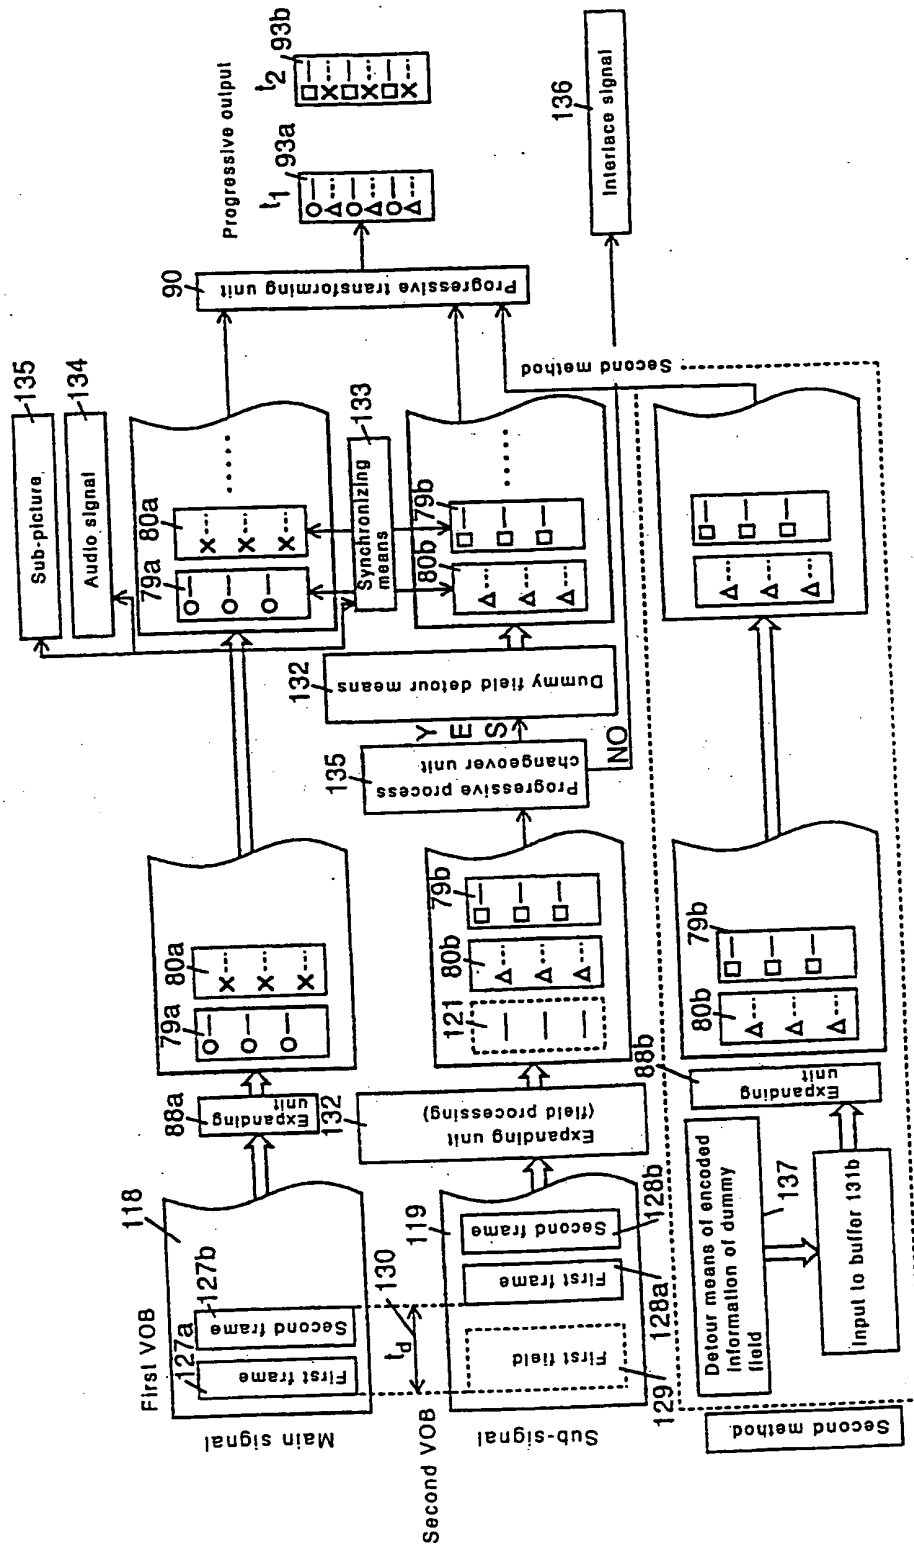 First VOB
118
127a
127b
First frame
Second frame
Main signal
88a
Expanding
unit
79a
80a
79a
80a
135
Sub-picture
134
Audio signal
90
Progressive transforming unit
Progressive output
t1
93a
t2
93b
130
td
133
Synchronizing
means
Second VOB
119
First field
129
First frame
128a
Second frame
128b
Sub-signal
132
Expanding unit
(field processing)
121
80b
79b
135
Progressive process
changeover unit
YES
NO
132
Dummy field detour means
80b
79b
136
Interlace signal
Second method
Second method
Detour means of encoded
Information of dummy
field
137
Input to buffer 131b
88b
Expanding
unit
80b
79b